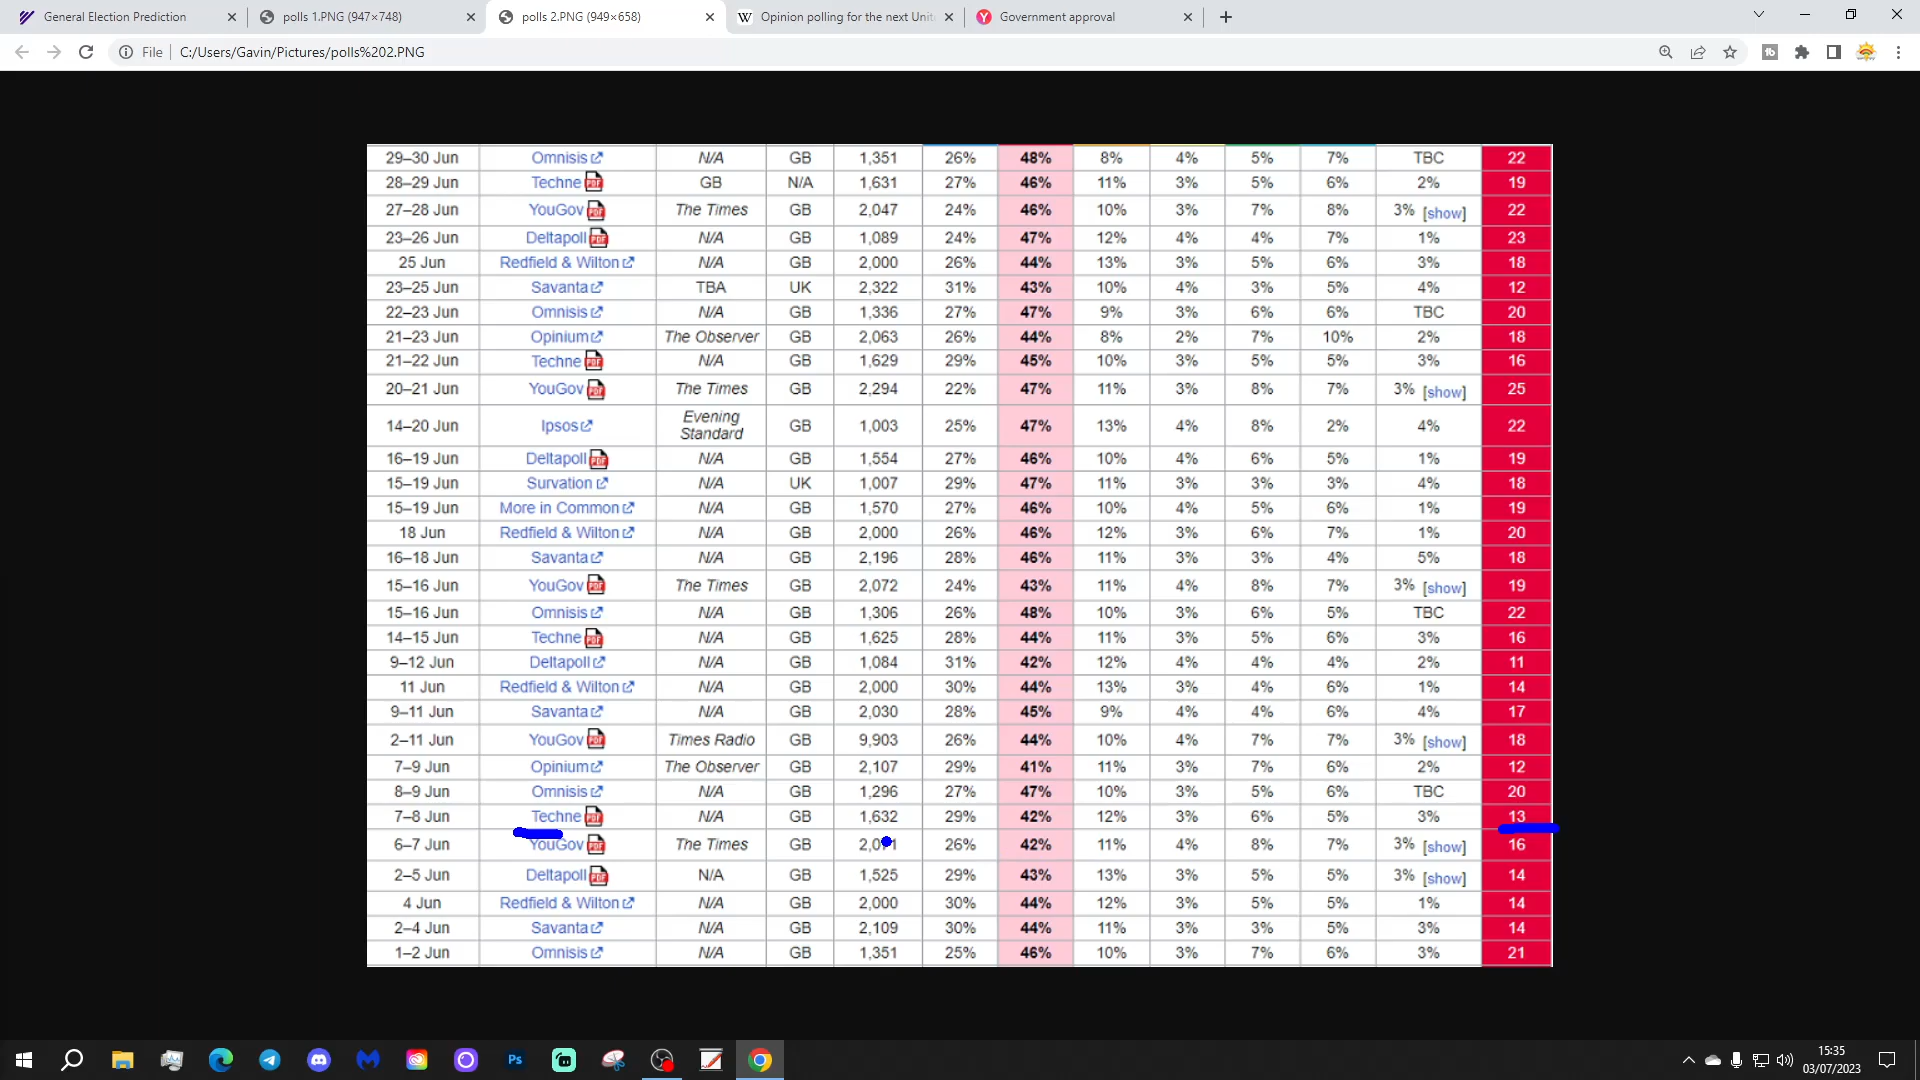 General Election Prediction
polls 1.PNG (947×748)
polls 2.PNG (949×658)
Opinion polling for the next Unit
Government approval
File C:/Users/Gavin/Pictures/polls%202.PNG
29–30 Jun Omnisis N/A GB 1,351 26% 48% 8% 4% 5% 7% TBC 22
28–29 Jun Techne GB N/A 1,631 27% 46% 11% 3% 5% 6% 2% 19
27–28 Jun YouGov The Times GB 2,047 24% 46% 10% 3% 7% 8% 3% [show] 22
23–26 Jun Deltapoll N/A GB 1,089 24% 47% 12% 4% 4% 7% 1% 23
25 Jun Redfield & Wilton N/A GB 2,000 26% 44% 13% 3% 5% 6% 3% 18
23–25 Jun Savanta TBA UK 2,322 31% 43% 10% 4% 3% 5% 4% 12
22–23 Jun Omnisis N/A GB 1,336 27% 47% 9% 3% 6% 6% TBC 20
21–23 Jun Opinium The Observer GB 2,063 26% 44% 8% 2% 7% 10% 2% 18
21–22 Jun Techne N/A GB 1,629 29% 45% 10% 3% 5% 5% 3% 16
20–21 Jun YouGov The Times GB 2,294 22% 47% 11% 3% 8% 7% 3% [show] 25
14–20 Jun Ipsos Evening Standard GB 1,003 25% 47% 13% 4% 8% 2% 4% 22
16–19 Jun Deltapoll N/A GB 1,554 27% 46% 10% 4% 6% 5% 1% 19
15–19 Jun Survation N/A UK 1,007 29% 47% 11% 3% 3% 3% 4% 18
15–19 Jun More in Common N/A GB 1,570 27% 46% 10% 4% 5% 6% 1% 19
18 Jun Redfield & Wilton N/A GB 2,000 26% 46% 12% 3% 6% 7% 1% 20
16–18 Jun Savanta N/A GB 2,196 28% 46% 11% 3% 3% 4% 5% 18
15–16 Jun YouGov The Times GB 2,072 24% 43% 11% 4% 8% 7% 3% [show] 19
15–16 Jun Omnisis N/A GB 1,306 26% 48% 10% 3% 6% 5% TBC 22
14–15 Jun Techne N/A GB 1,625 28% 44% 11% 3% 5% 6% 3% 16
9–12 Jun Deltapoll N/A GB 1,084 31% 42% 12% 4% 4% 4% 2% 11
11 Jun Redfield & Wilton N/A GB 2,000 30% 44% 13% 3% 4% 6% 1% 14
9–11 Jun Savanta N/A GB 2,030 28% 45% 9% 4% 4% 6% 4% 17
2–11 Jun YouGov Times Radio GB 9,903 26% 44% 10% 4% 7% 7% 3% [show] 18
7–9 Jun Opinium The Observer GB 2,107 29% 41% 11% 3% 7% 6% 2% 12
8–9 Jun Omnisis N/A GB 1,296 27% 47% 10% 3% 5% 6% TBC 20
7–8 Jun Techne N/A GB 1,632 29% 42% 12% 3% 6% 5% 3% 13
6–7 Jun YouGov The Times GB 26% 42% 11% 4% 8% 7% 3% [show] 16
2–5 Jun Deltapoll N/A GB 1,525 29% 43% 13% 3% 5% 5% 3% [show] 14
4 Jun Redfield & Wilton N/A GB 2,000 30% 44% 12% 3% 5% 5% 1% 14
2–4 Jun Savanta N/A GB 2,109 30% 44% 11% 3% 3% 5% 3% 14
1–2 Jun Omnisis N/A GB 1,351 25% 46% 10% 3% 7% 6% 3% 21
15:35
03/07/2023